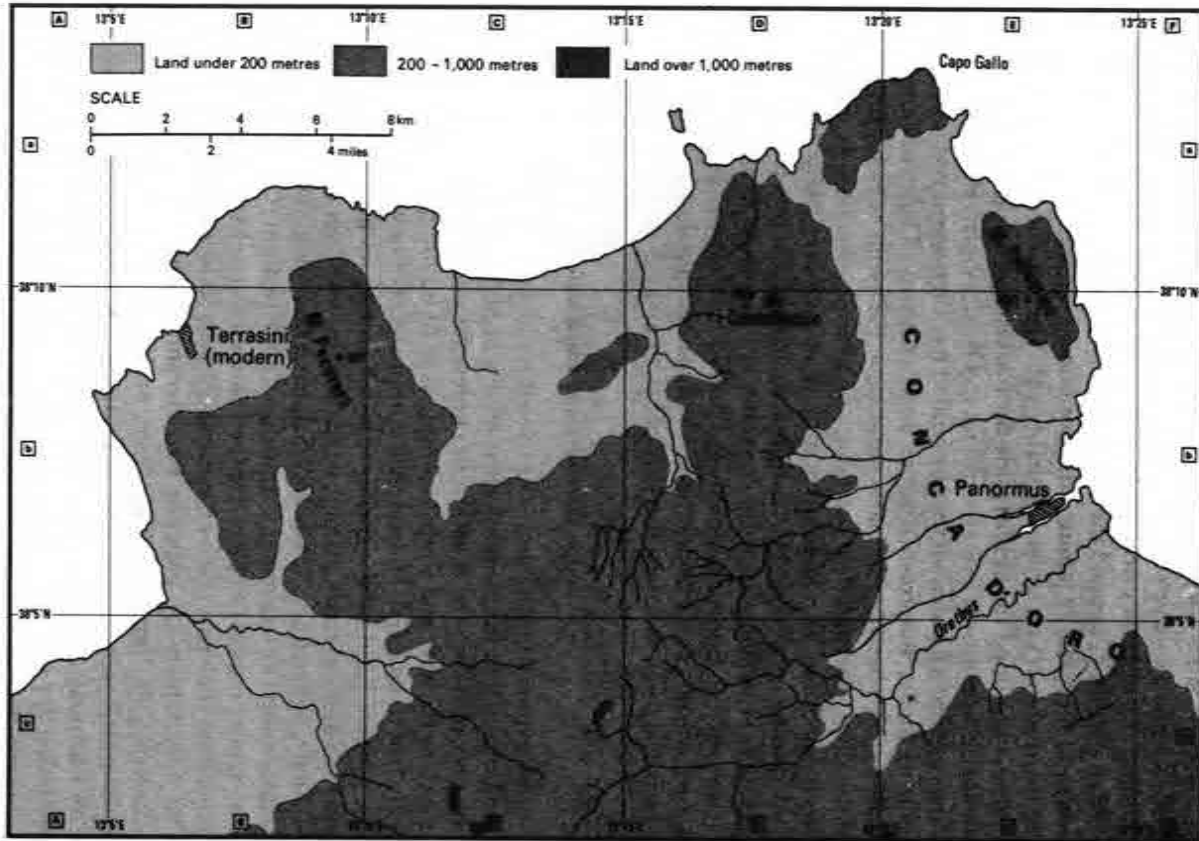 A B C D E F
13°5'E 13°10'E 13°15'E 13°20'E 13°25'E
Land under 200 metres 200 – 1,000 metres Land over 1,000 metres
Capo Gallo
SCALE
0 2 4 6 8 km
0 2 4 miles
a a
38°10'N 38°10'N
Terrasini
(modern)
b b
Panormus
CONCA D'ORO
38°5'N 38°5'N
Orethus
c c
A B
13°5'E